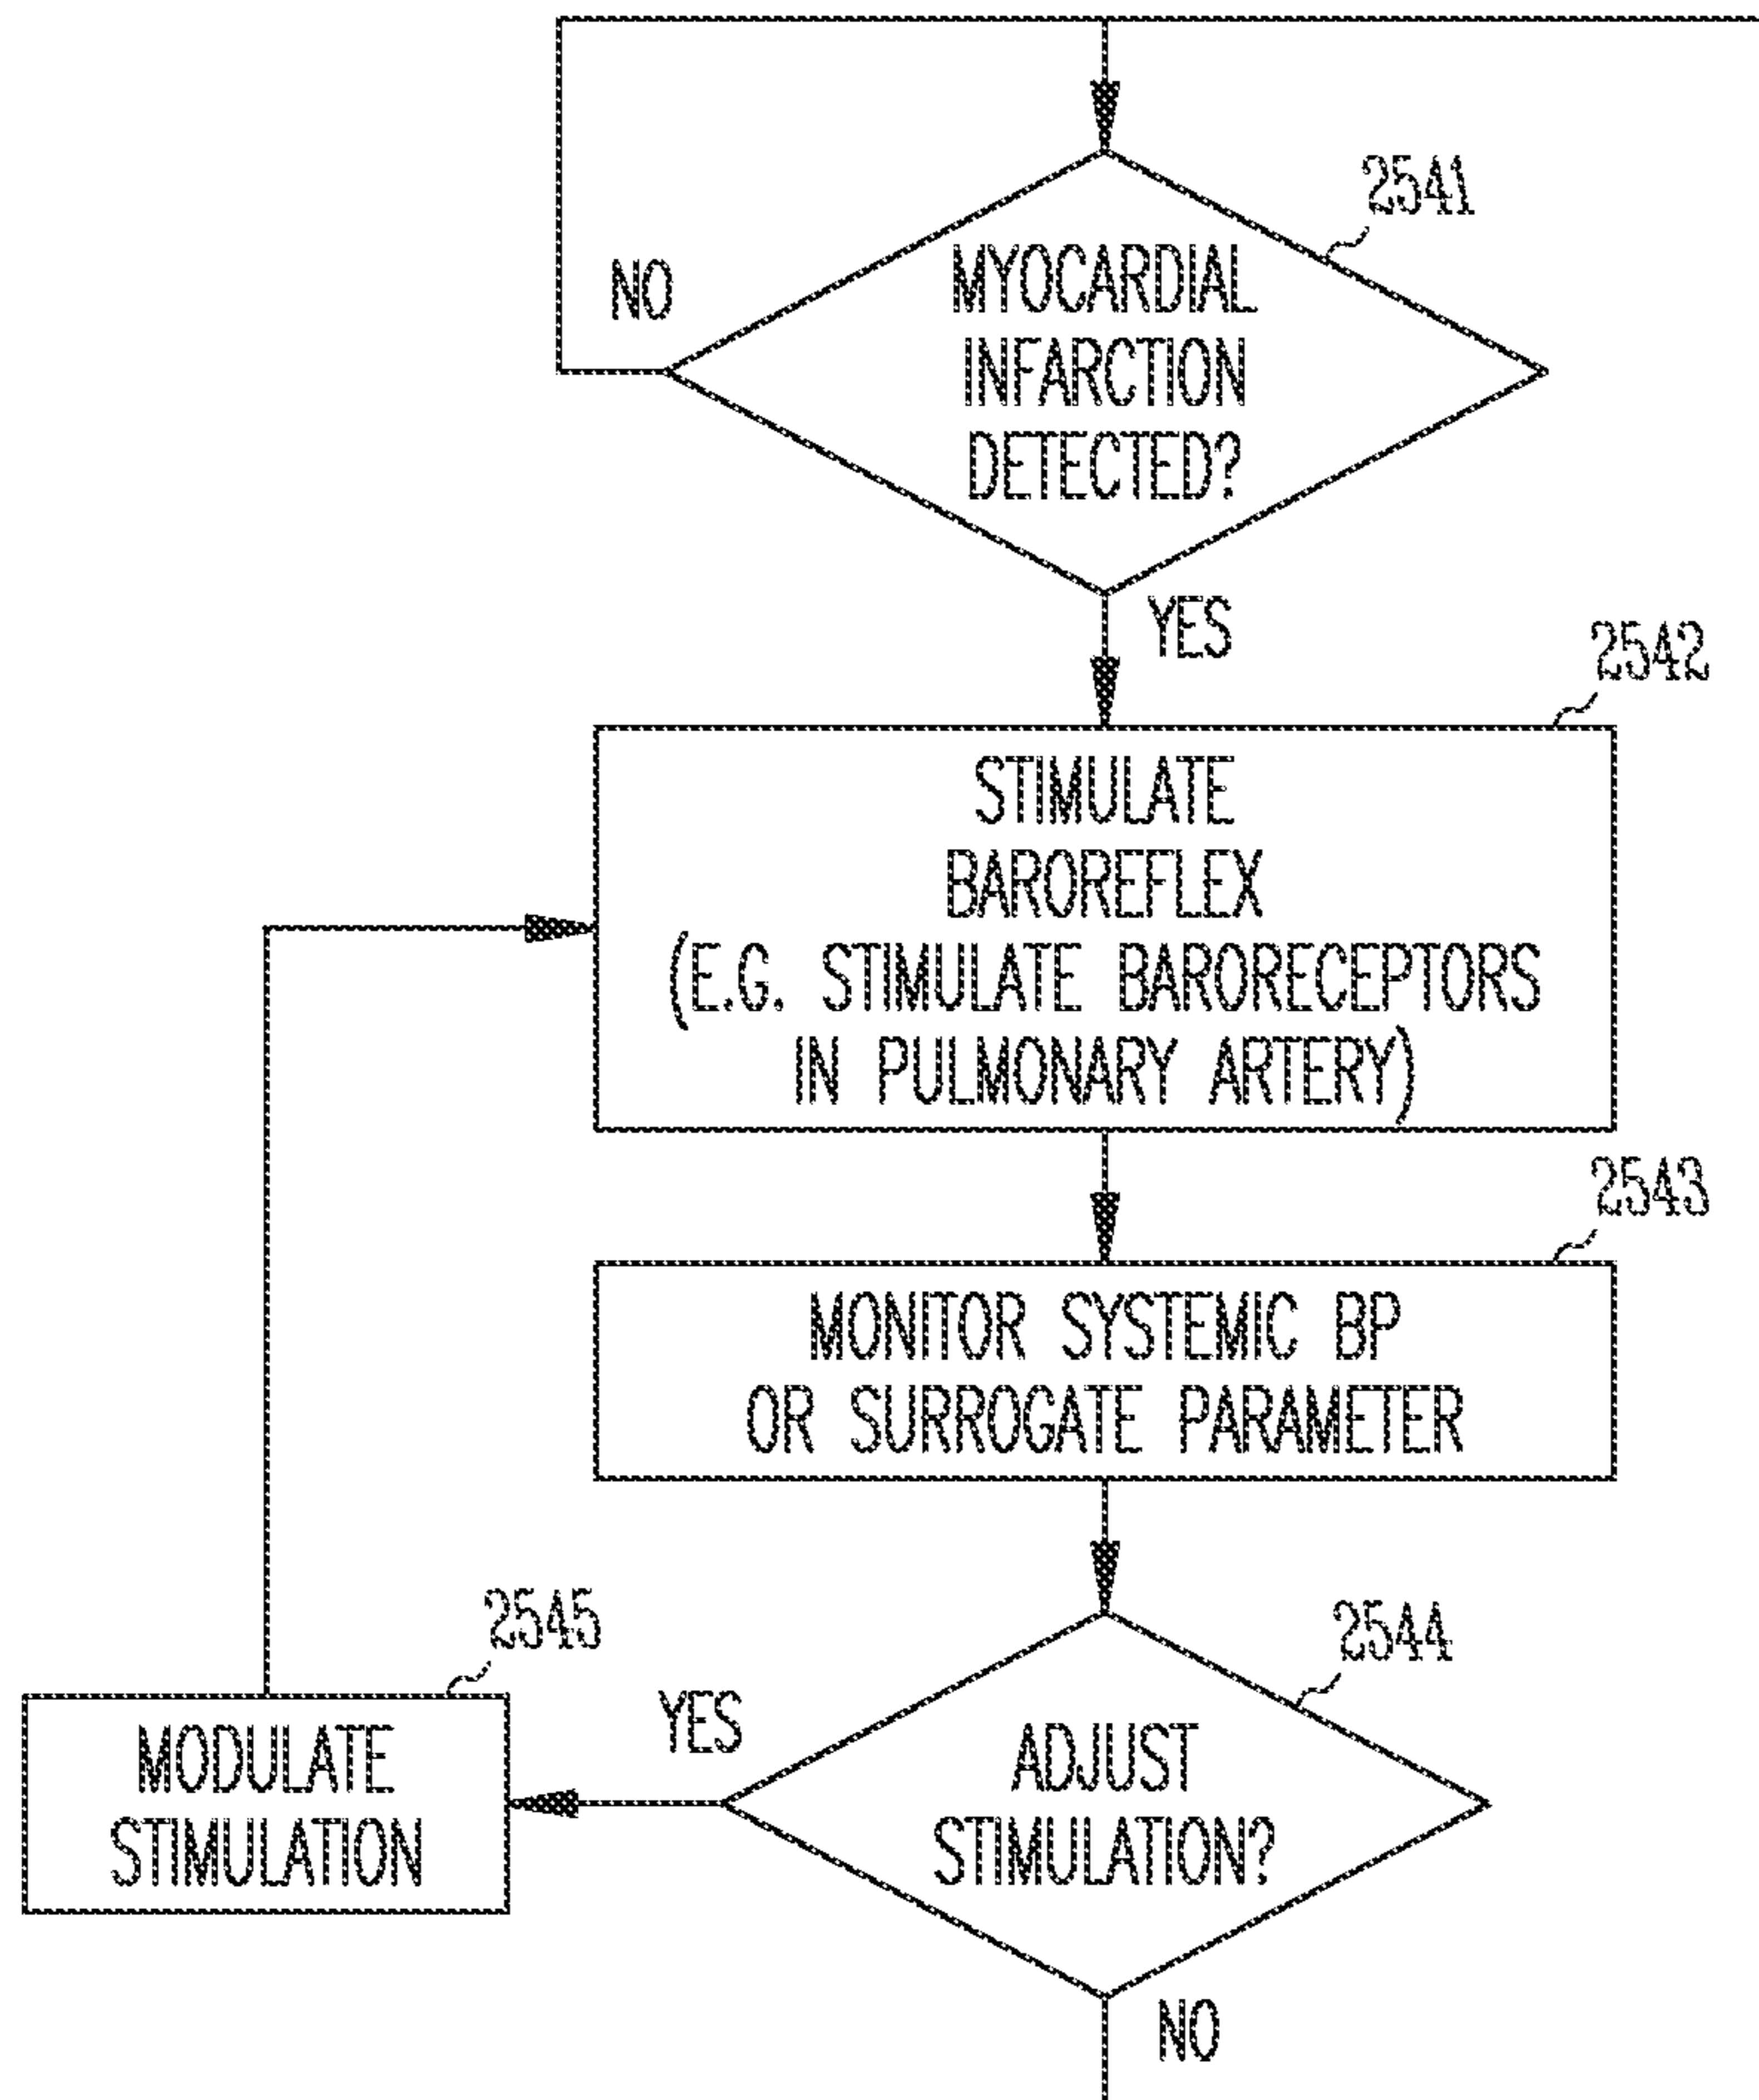 2541
NO
MYOCARDIAL
INFARCTION
DETECTED?
YES
2542
STIMULATE
BAROREFLEX
(E.G. STIMULATE BARORECEPTORS
IN PULMONARY ARTERY)
2543
MONITOR SYSTEMIC BP
OR SURROGATE PARAMETER
2545
2544
YES
MODULATE
STIMULATION
ADJUST
STIMULATION?
NO